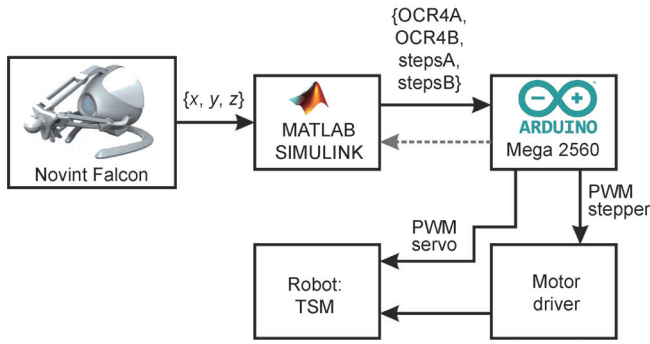 {OCR4A,
OCR4B,
stepsA,
stepsB}
{x, y, z}
Novint Falcon
MATLAB
SIMULINK
ARDUINO
Mega 2560
PWM
stepper
PWM
servo
Robot:
TSM
Motor
driver